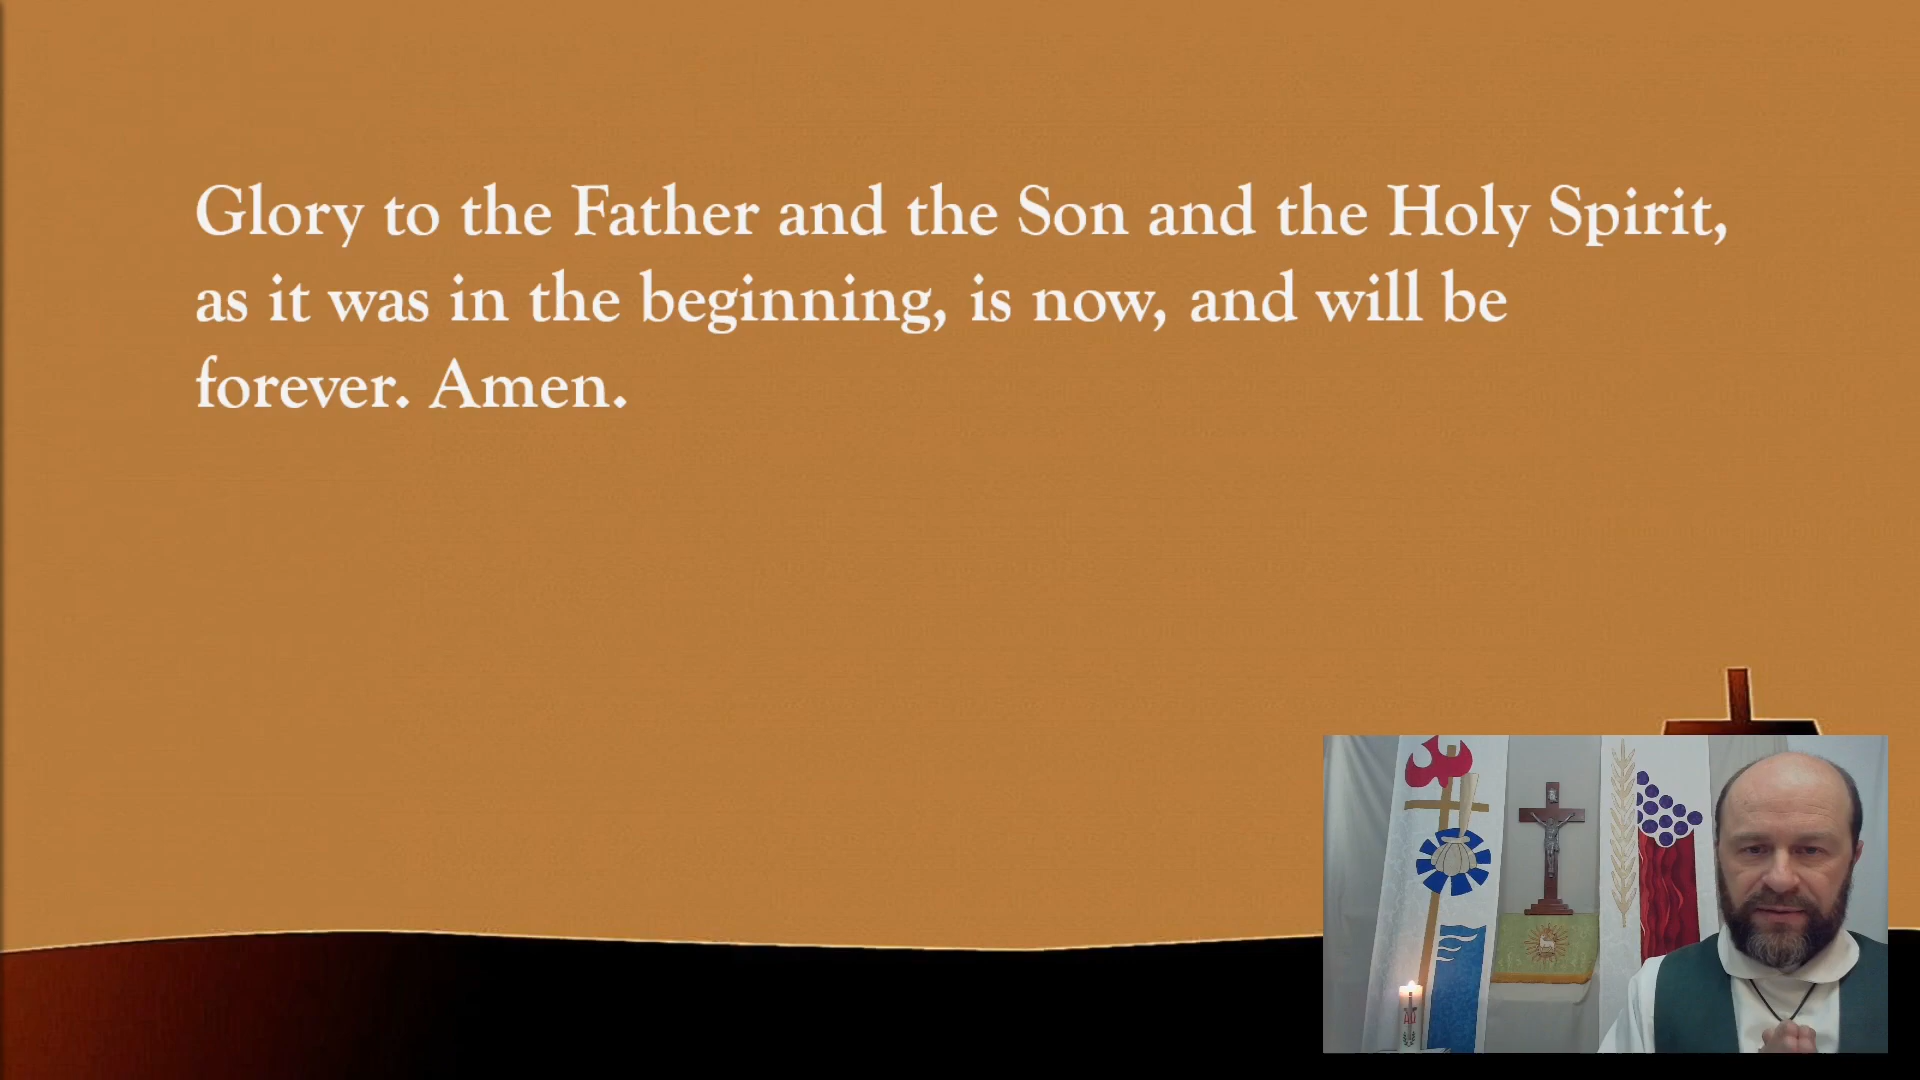 Glory to the Father and the Son and the Holy Spirit,
as it was in the beginning, is now, and will be
forever. Amen.